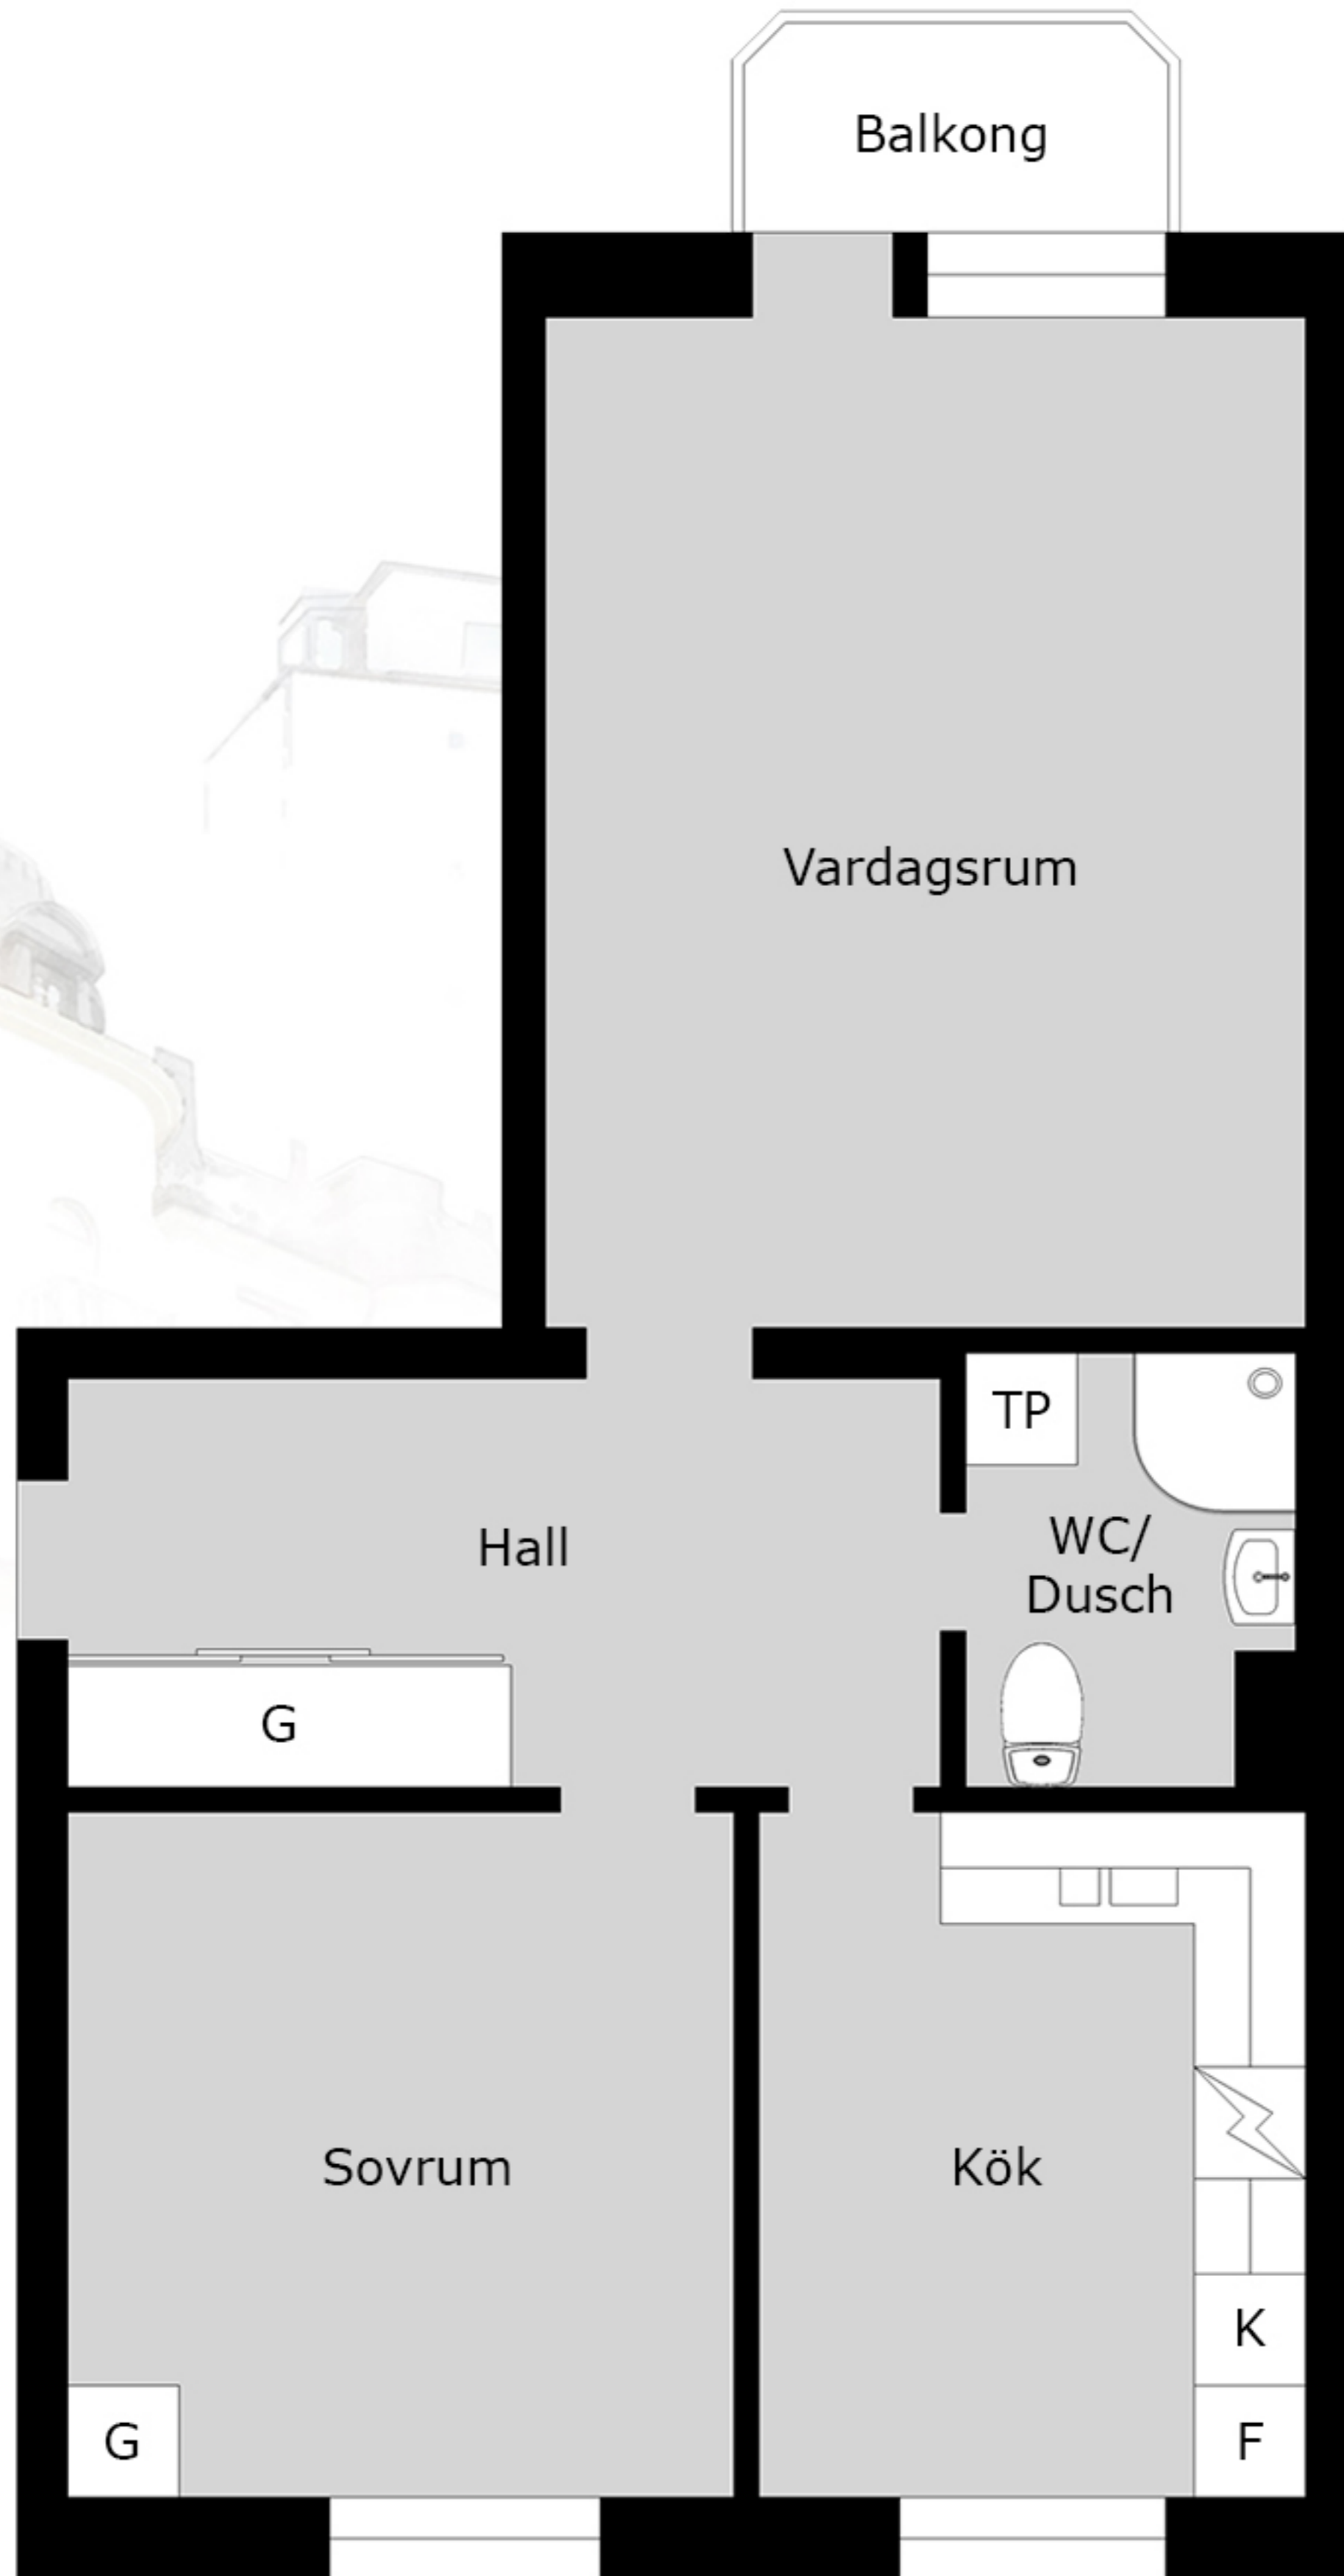 Balkong
Vardagsrum
TP
Hall
WC/
Dusch
G
Sovrum
Kök
K
G
F